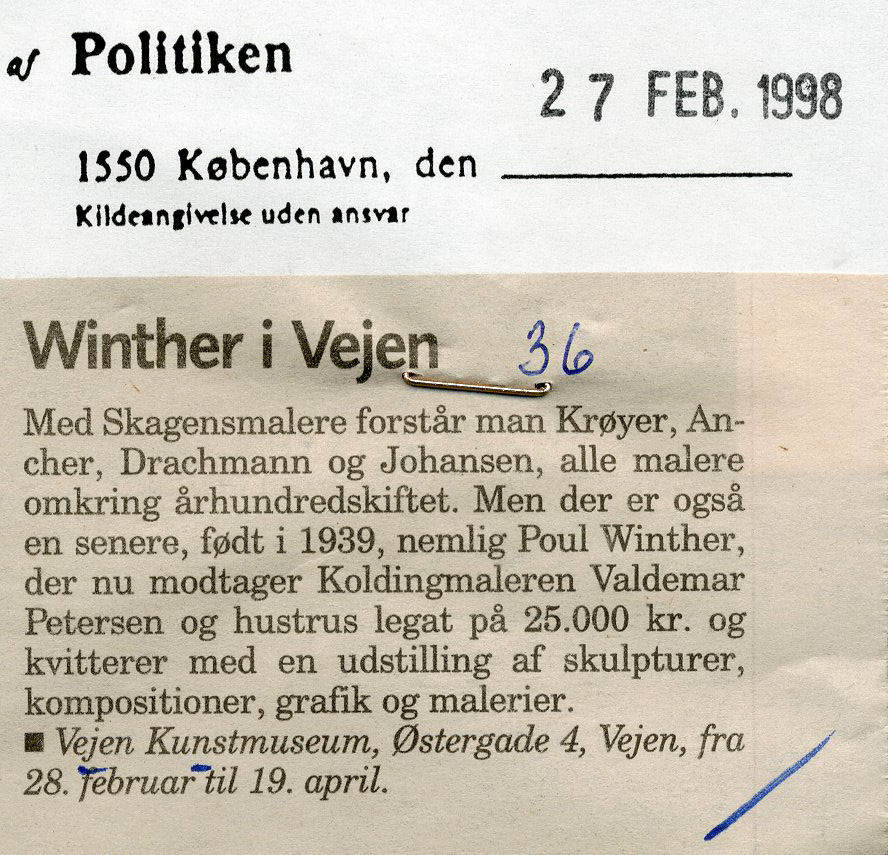 af Politiken
27 FEB. 1998
1550 København, den
Kildeangivelse uden ansvar
Winther i Vejen 36
Med Skagensmalere forstår man Krøyer, An-
cher, Drachmann og Johansen, alle malere
omkring århundredskiftet. Men der er også
en senere, født i 1939, nemlig Poul Winther,
der nu modtager Koldingmaleren Valdemar
Petersen og hustrus legat på 25.000 kr. og
kvitterer med en udstilling af skulpturer,
kompositioner, grafik og malerier.
■ Vejen Kunstmuseum, Østergade 4, Vejen, fra
28. februar til 19. april.